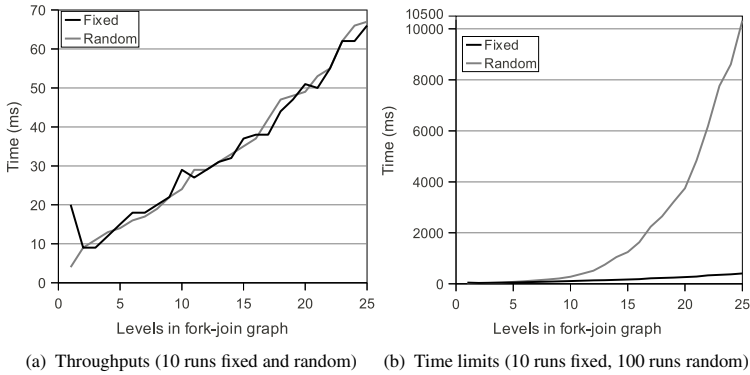 70
60
50
40
30
20
10
0
Time (ms)
Fixed
Random
0
5
10
15
20
25
Levels in fork-join graph
(a) Throughputs (10 runs fixed and random)
10500
10000
8000
6000
4000
2000
0
Time (ms)
Fixed
Random
0
5
10
15
20
25
Levels in fork-join graph
(b) Time limits (10 runs fixed, 100 runs random)